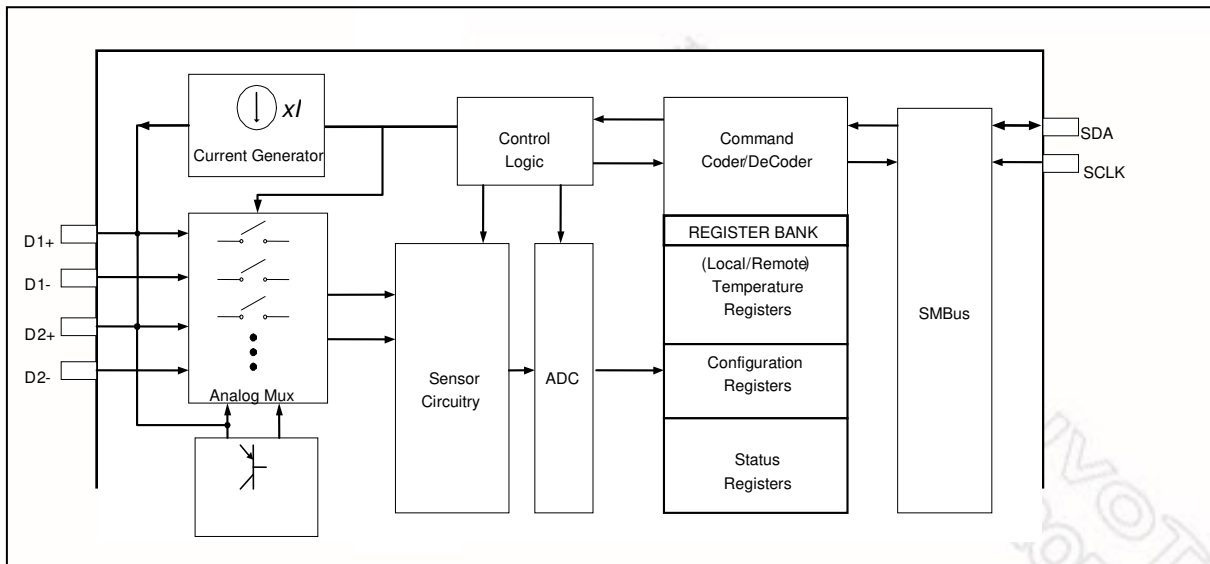 xI
Current Generator
Control
Logic
Command
Coder/DeCoder
SDA
SCLK
D1+
D1-
D2+
D2-
Analog Mux
Sensor
Circuitry
ADC
REGISTER BANK
(Local/Remote)
Temperature
Registers
Configuration
Registers
Status
Registers
SMBus